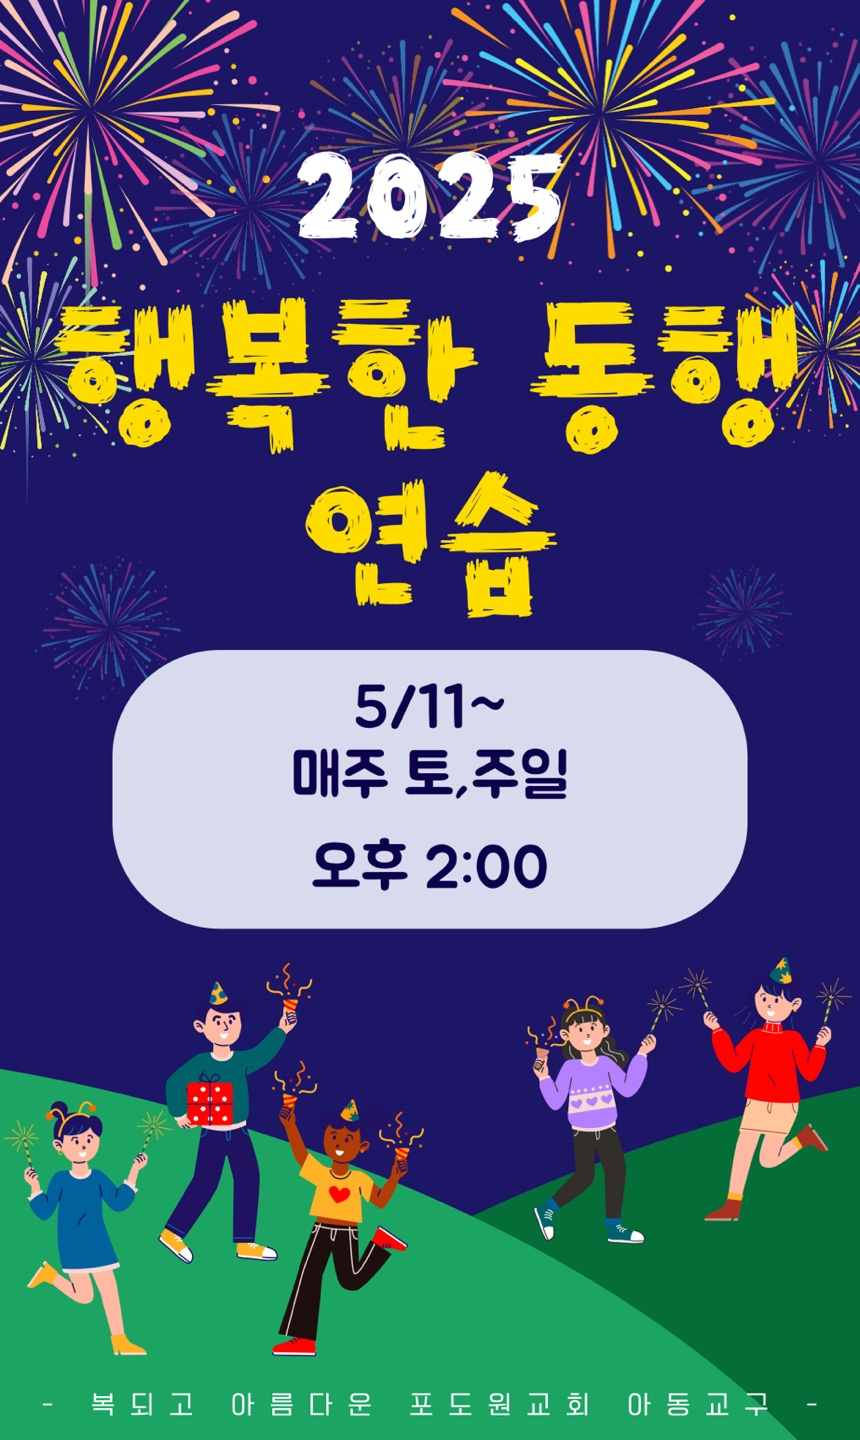 2025
행복한 동행
연습
5/11~
매주 토,주일
오후 2:00
- 복되고 아름다운 포도원교회 아동교구 -